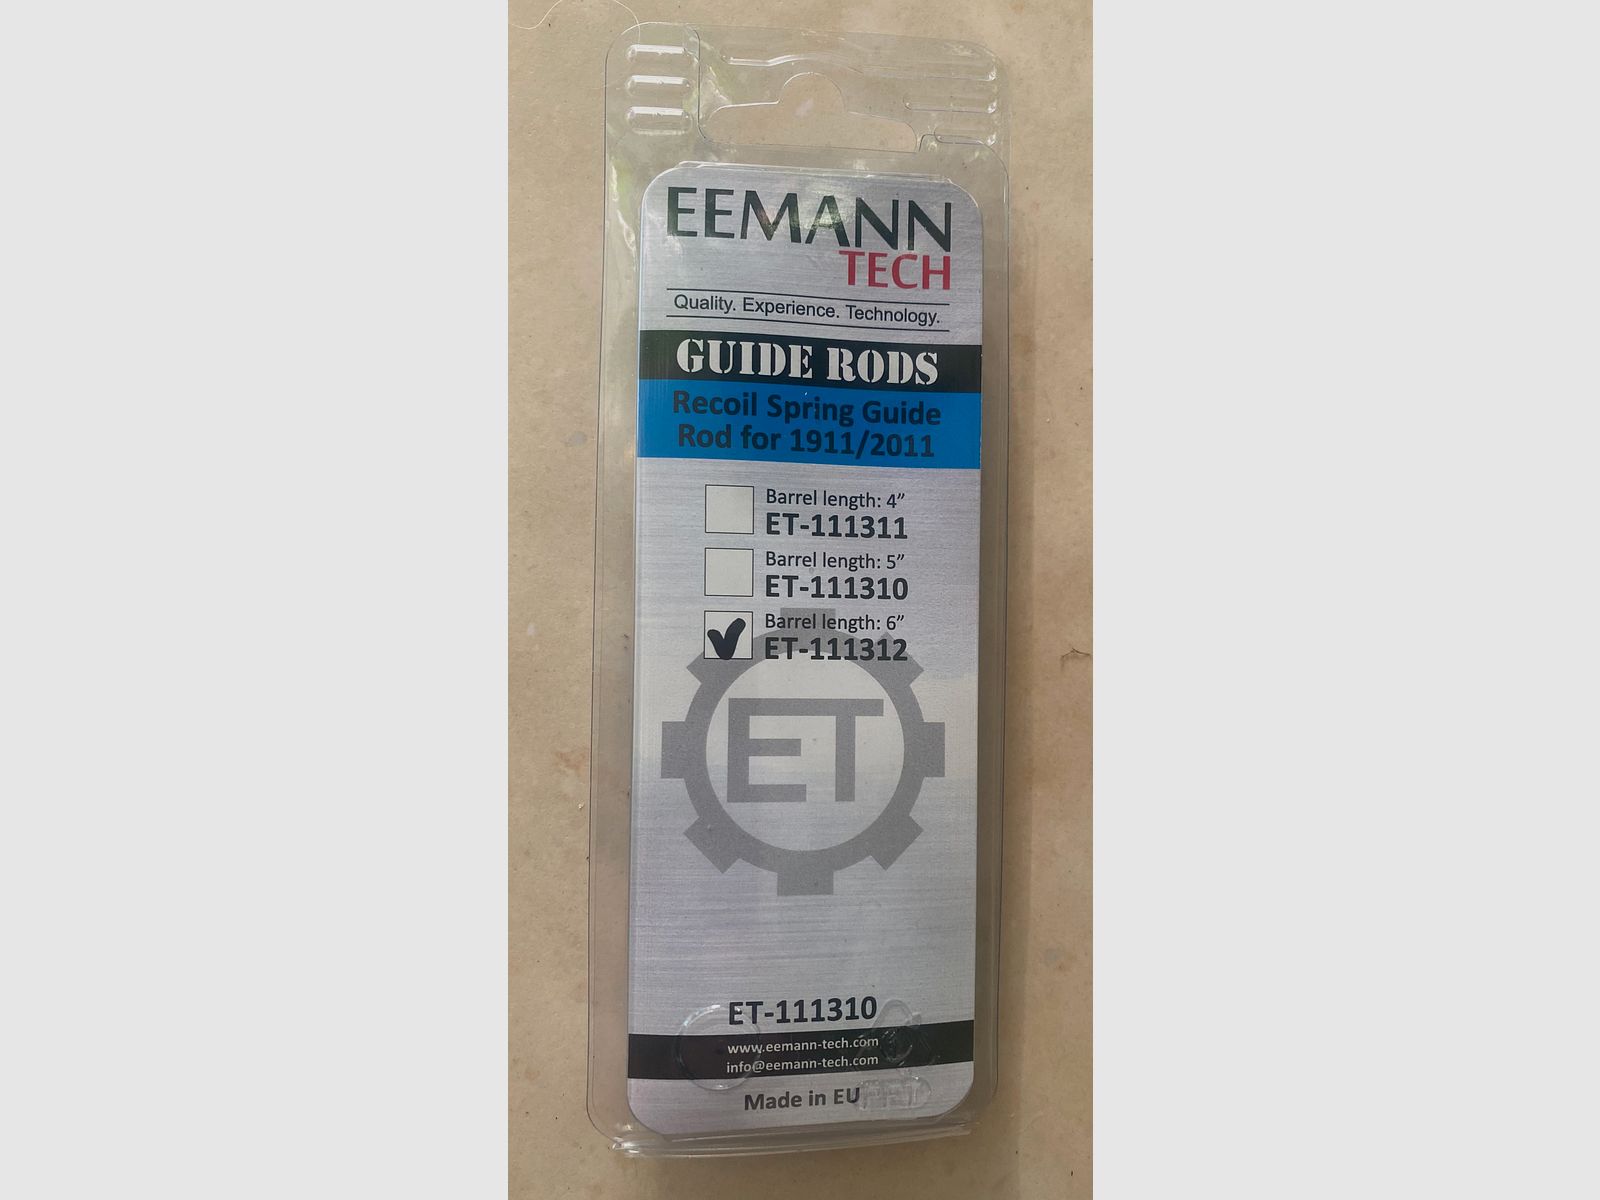 EEMANN
TECH
Quality. Experience. Technology.
GUIDE RODS
Recoil Spring Guide
Rod for 1911/2011
Barrel length: 4”
ET-111311
Barrel length: 5”
ET-111310
Barrel length: 6”
ET-111312
ET
ET-111310
www.eemann-tech.com
info@eemann-tech.com
Made in EU